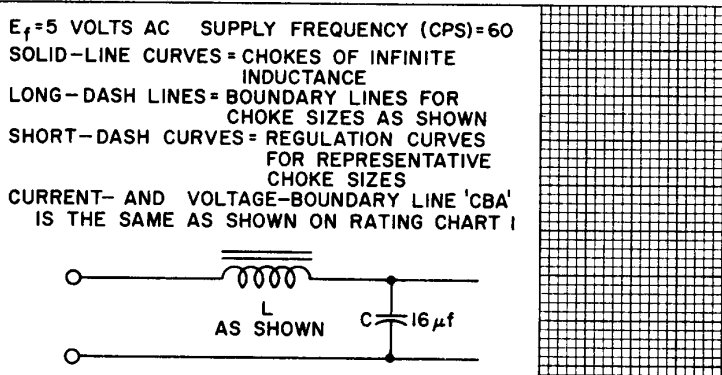 Ef=5 VOLTS AC SUPPLY FREQUENCY (CPS)=60
SOLID-LINE CURVES=CHOKES OF INFINITE
INDUCTANCE
LONG-DASH LINES=BOUNDARY LINES FOR
CHOKE SIZES AS SHOWN
SHORT-DASH CURVES=REGULATION CURVES
FOR REPRESENTATIVE
CHOKE SIZES
CURRENT- AND VOLTAGE-BOUNDARY LINE 'CBA'
IS THE SAME AS SHOWN ON RATING CHART I
L
AS SHOWN
C 16 μf